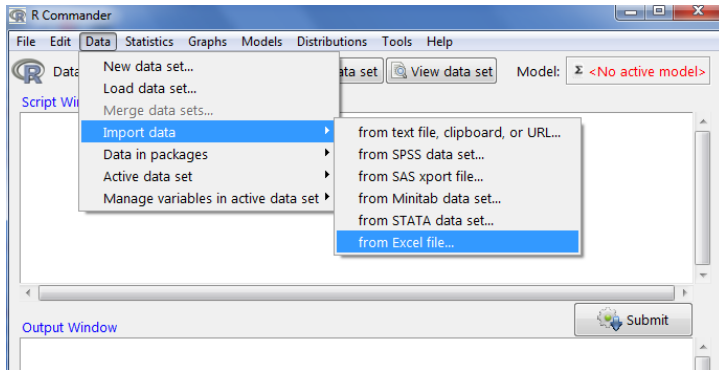 R Commander
File Edit Data Statistics Graphs Models Distributions Tools Help
Data
ata set View data set Model: Σ <No active model>
New data set...
Load data set...
Merge data sets...
Import data
Data in packages
Active data set
Manage variables in active data set
from text file, clipboard, or URL...
from SPSS data set...
from SAS xport file...
from Minitab data set...
from STATA data set...
from Excel file...
Script Wi
Submit
Output Window